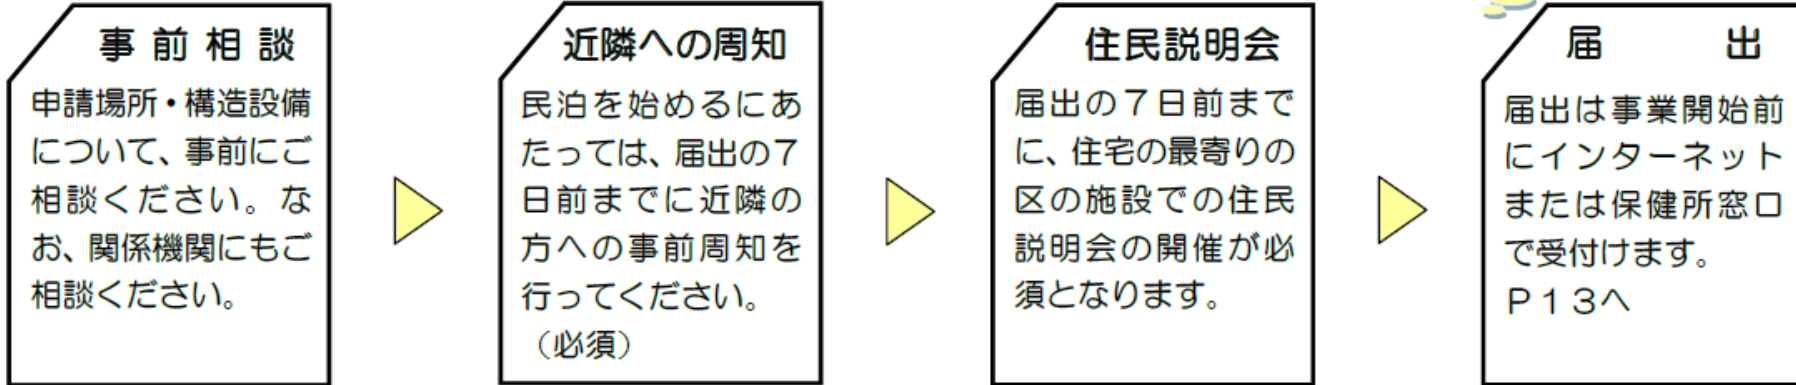 事前相談
申請場所・構造設備
について、事前にご
相談ください。な
お、関係機関にもご
相談ください。
近隣への周知
民泊を始めるにあ
たっては、届出の７
日前までに近隣の
方への事前周知を
行ってください。
（必須）
住民説明会
届出の７日前まで
に、住宅の最寄りの
区の施設での住民
説明会の開催が必
須となります。
届出
届出は事業開始前
にインターネット
または保健所窓口
で受付けます。
Ｐ１３へ